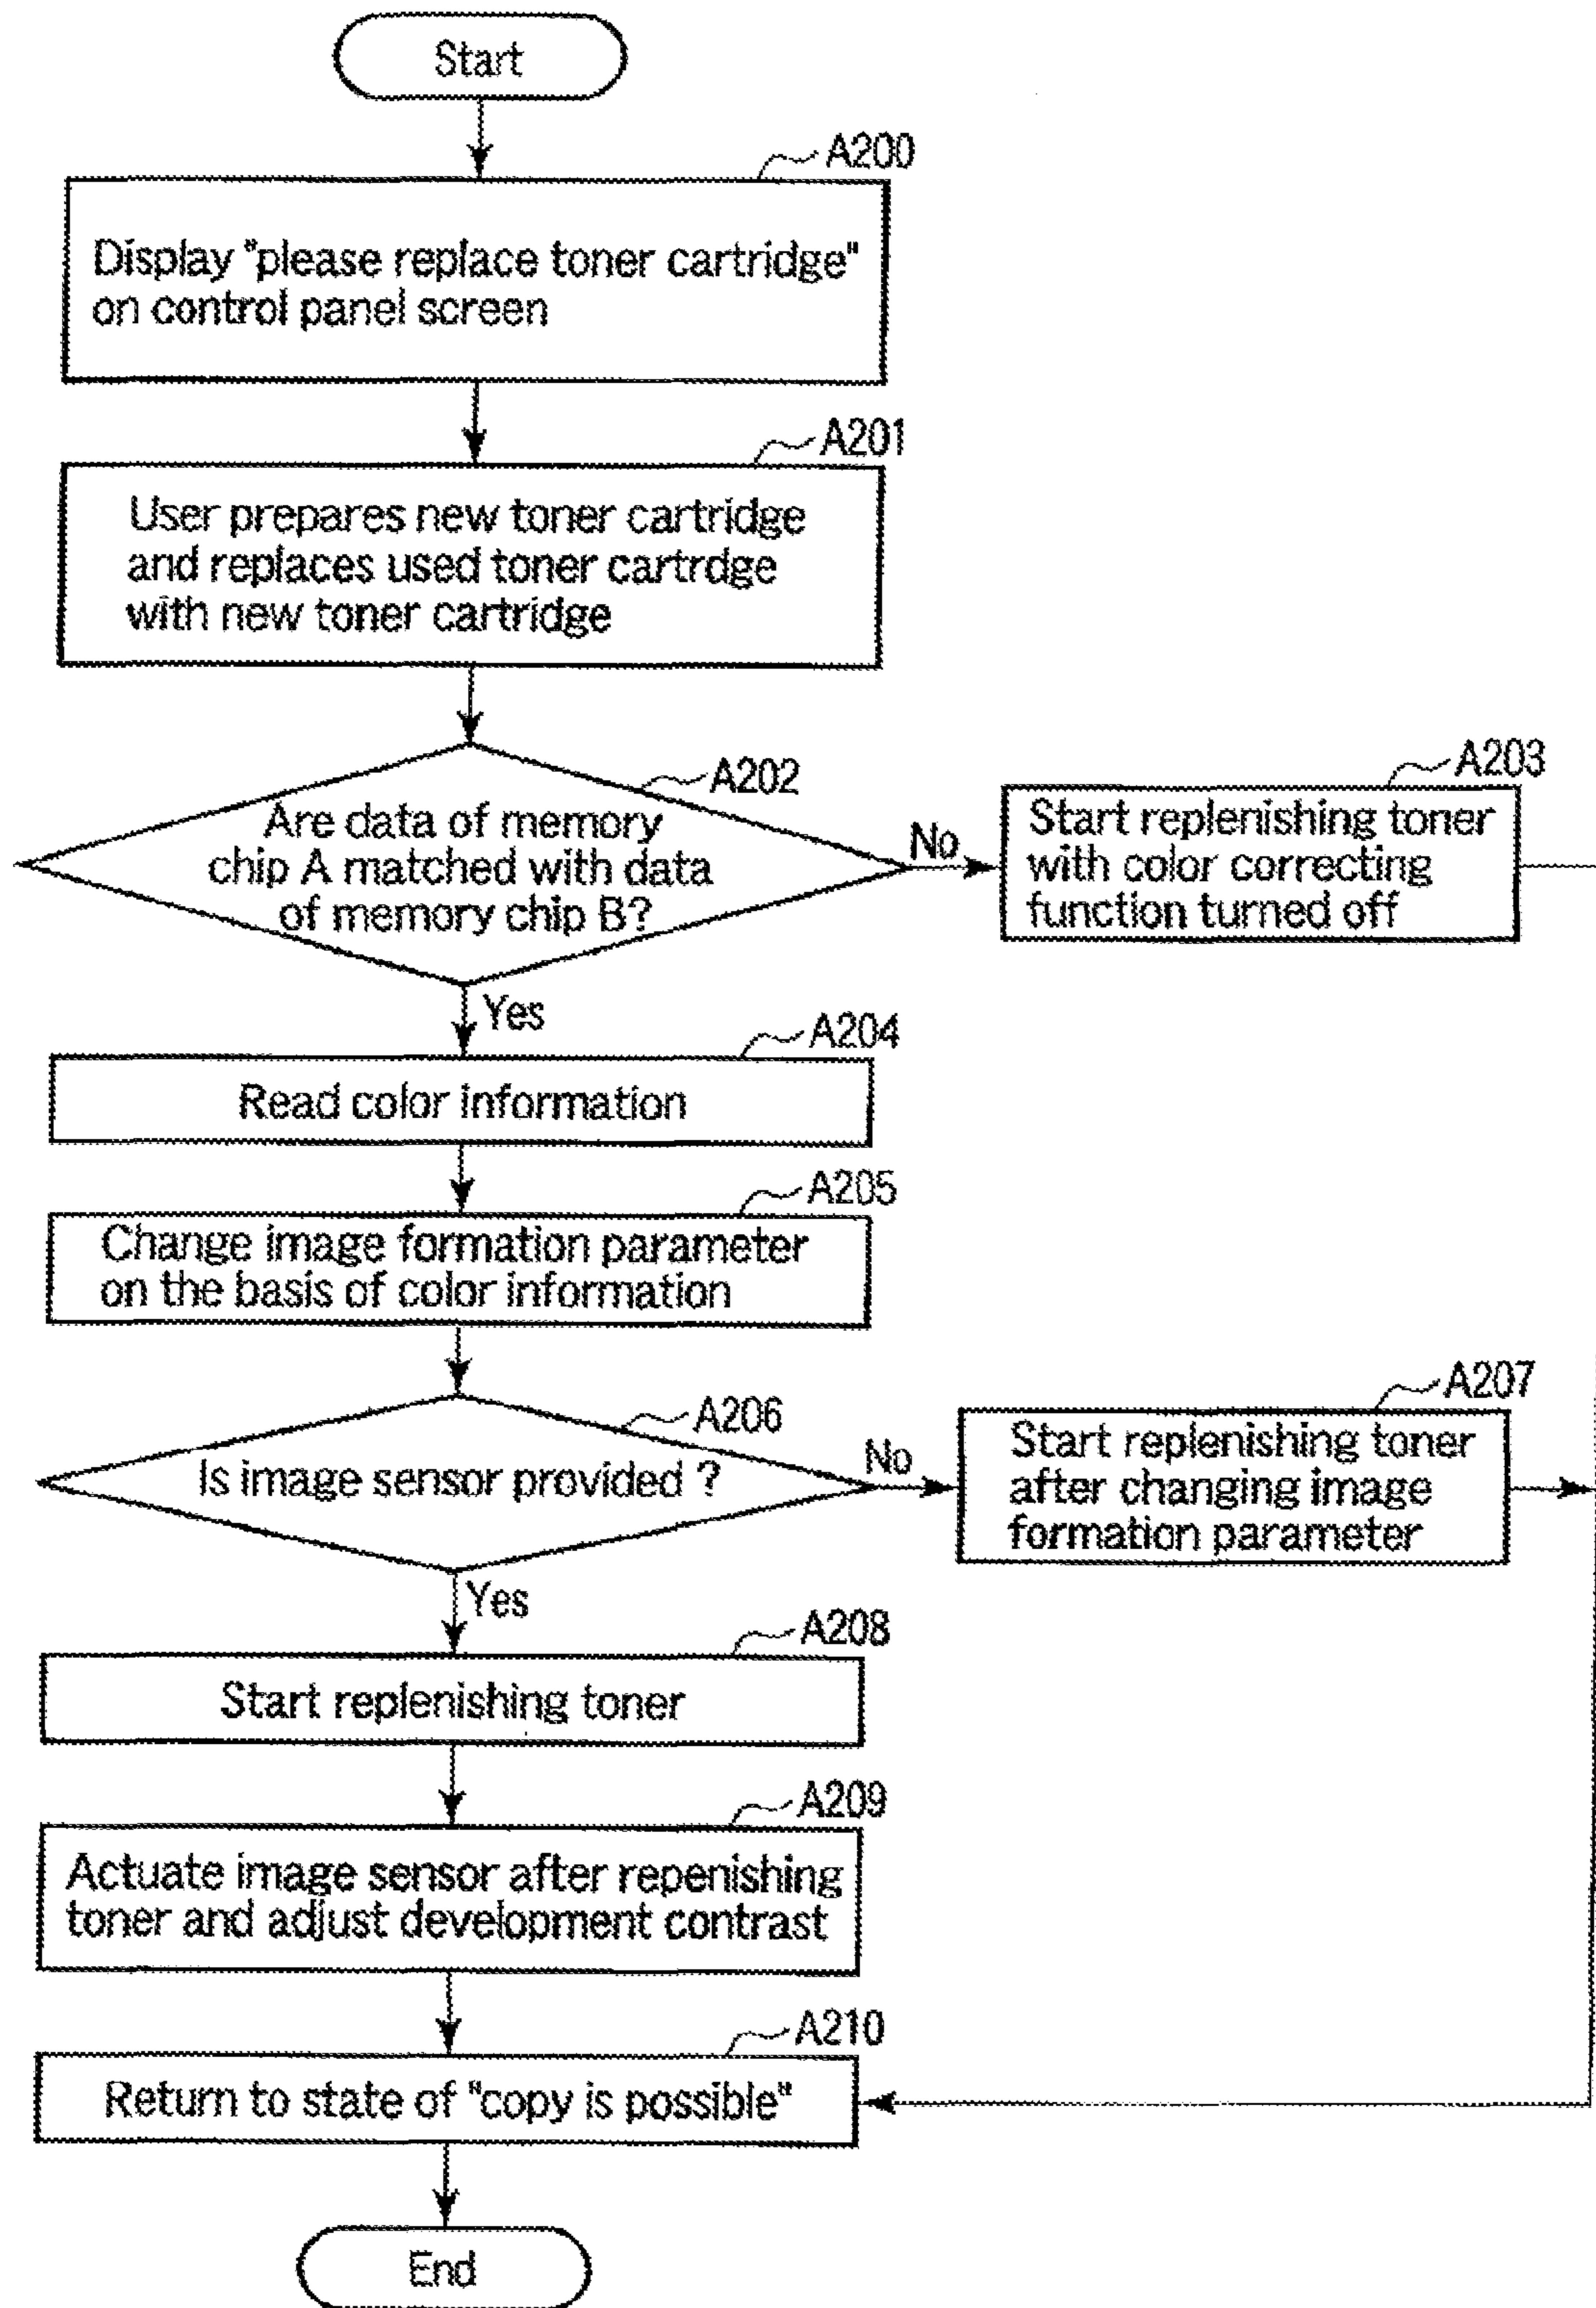 Start
A200
Display "please replace toner cartridge"
on control panel screen
A201
User prepares new toner cartridge
and replaces used toner cartrdge
with new toner cartridge
A202
Are data of memory
chip A matched with data
of memory chip B?
No
A203
Start replenishing toner
with color correcting
function turned off
Yes
A204
Read color information
A205
Change image formation parameter
on the basis of color information
A206
Is image sensor provided ?
No
A207
Start replenishing toner
after changing image
formation parameter
Yes
A208
Start replenishing toner
A209
Actuate image sensor after repenishing
toner and adjust development contrast
A210
Return to state of "copy is possible"
End